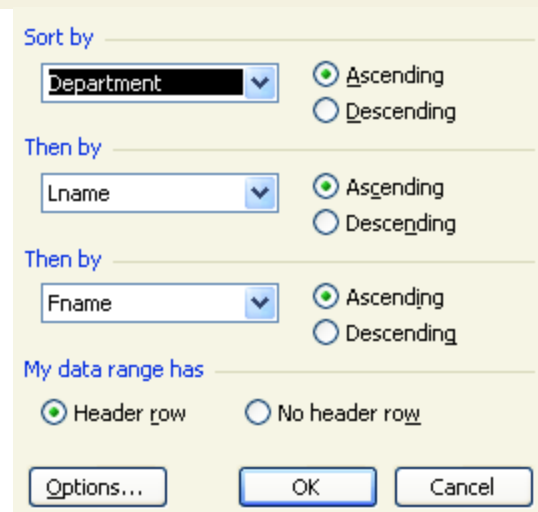 Sort by
Department
Ascending
Descending
Then by
Lname
Ascending
Descending
Then by
Fname
Ascending
Descending
My data range has
Header row No header row
Options... OK Cancel